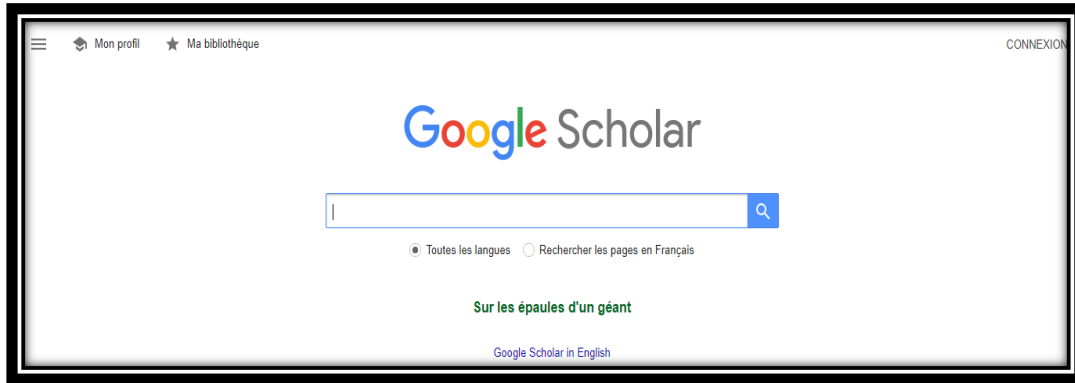 Mon profil Ma bibliothèque CONNEXION
Google Scholar
Toutes les langues Rechercher les pages en Français
Sur les épaules d'un géant
Google Scholar in English